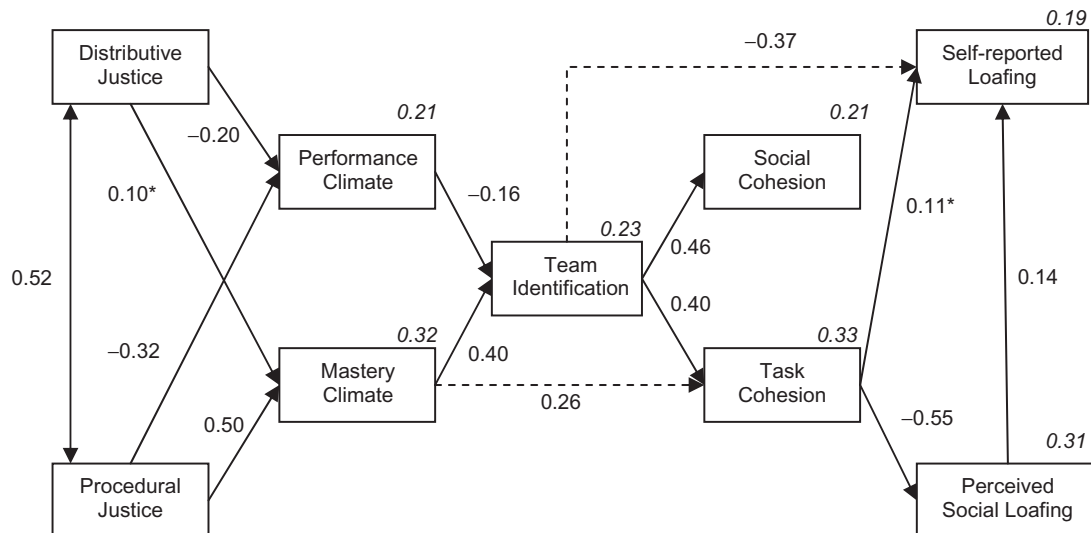 0.19
Distributive
Justice
−0.37
Self-reported
Loafing
0.21
0.21
−0.20
Performance
Climate
Social
Cohesion
0.10*
−0.16
0.11*
0.23
Team
Identification
0.46
0.52
0.14
0.40
−0.32
0.32
0.40
0.33
Mastery
Climate
Task
Cohesion
0.26
0.50
−0.55
0.31
Procedural
Justice
Perceived
Social Loafing